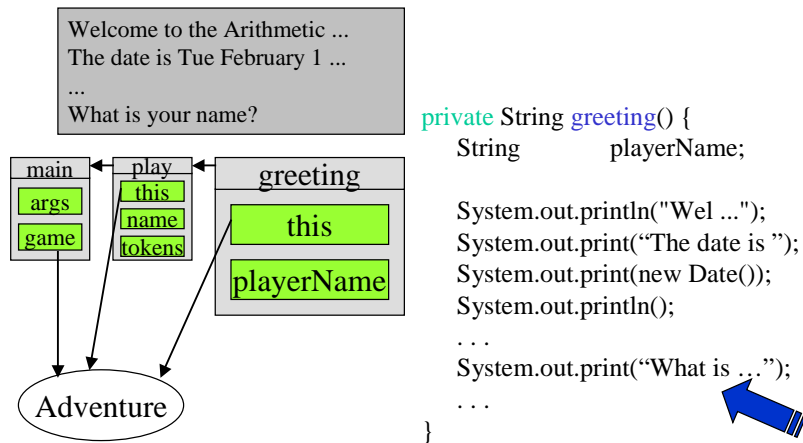 Welcome to the Arithmetic ...
The date is Tue February 1 ...
...
What is your name?
main
args
game
play
this
name
tokens
greeting
this
playerName
Adventure
private String greeting() {
String playerName;
System.out.println("Wel ...");
System.out.print(“The date is ”);
System.out.print(new Date());
System.out.println();
. . .
System.out.print(“What is …”);
. . .
}